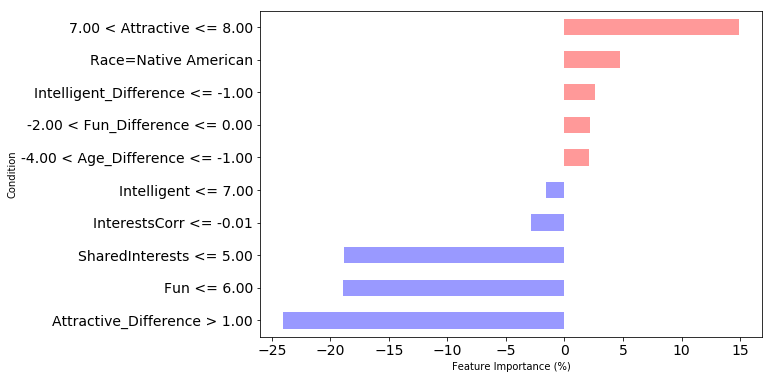 7.00 < Attractive <= 8.00
Race=Native American
Intelligent_Difference <= -1.00
-2.00 < Fun_Difference <= 0.00
-4.00 < Age_Difference <= -1.00
Intelligent <= 7.00
InterestsCorr <= -0.01
SharedInterests <= 5.00
Fun <= 6.00
Attractive_Difference > 1.00
Condition
−25 −20 −15 −10 −5 0 5 10 15
Feature Importance (%)